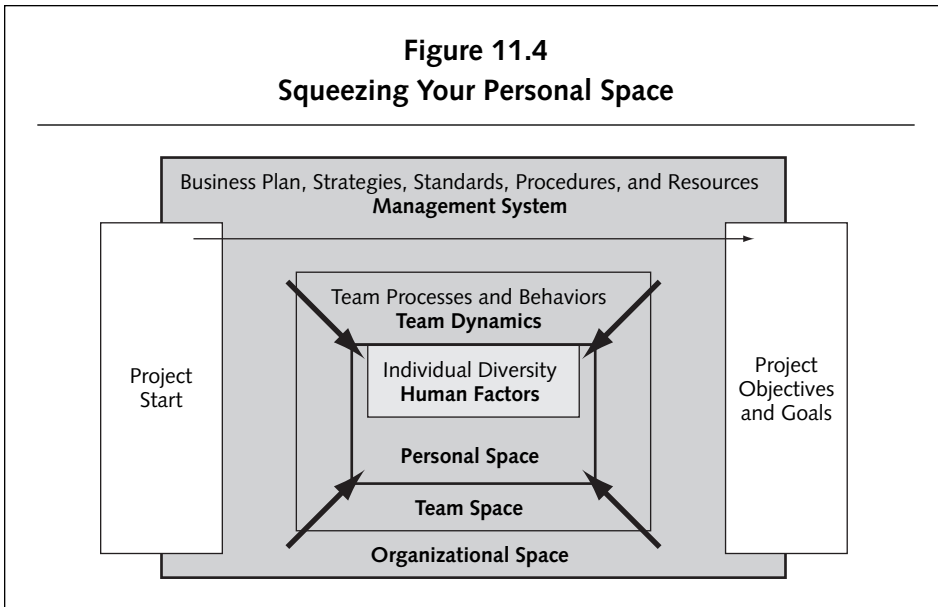 Figure 11.4
Squeezing Your Personal Space
Business Plan, Strategies, Standards, Procedures, and Resources
Management System
Team Processes and Behaviors
Team Dynamics
Individual Diversity
Human Factors
Project
Start
Project
Objectives
and Goals
Personal Space
Team Space
Organizational Space